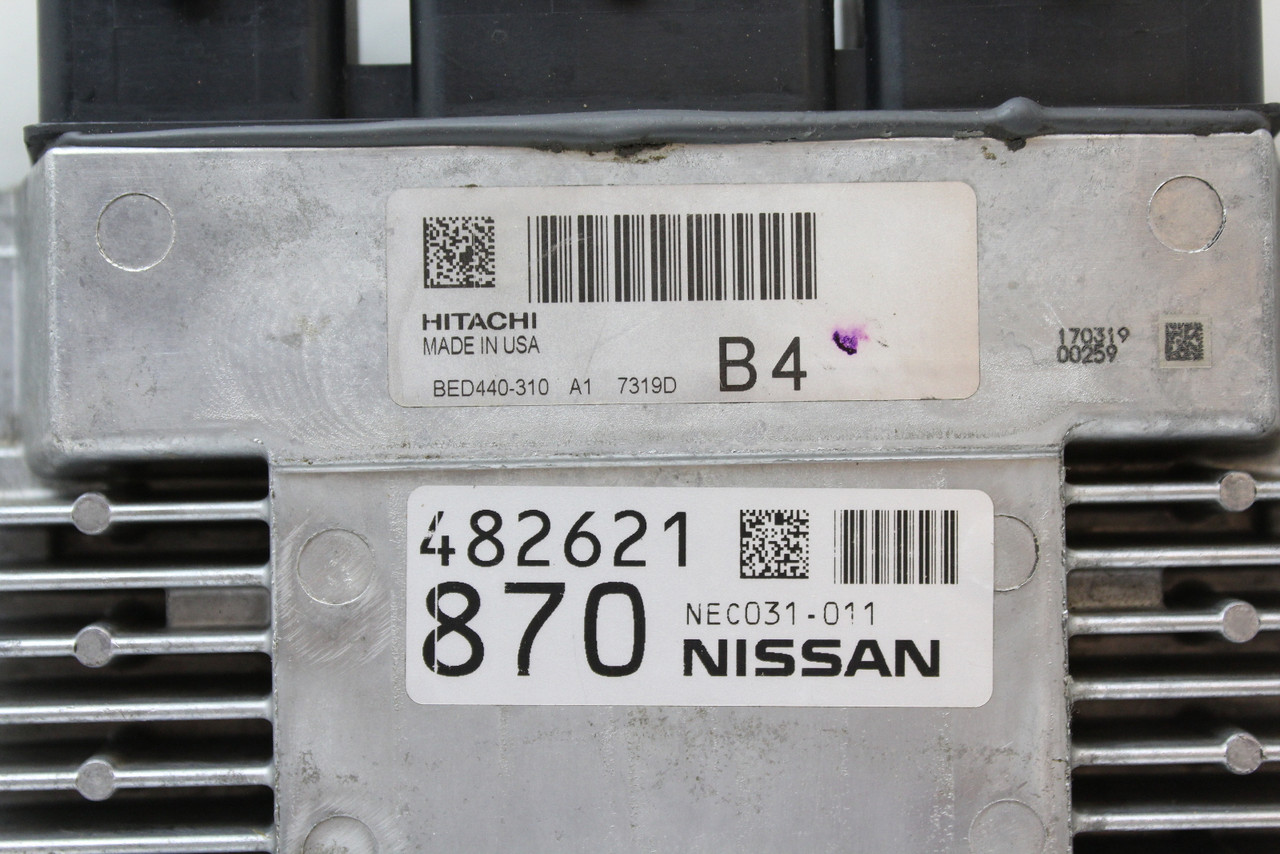 HITACHI
MADE IN USA
BED440-310 A1 7319D B4
170319
00259
482621
870
NEC031-011
NISSAN